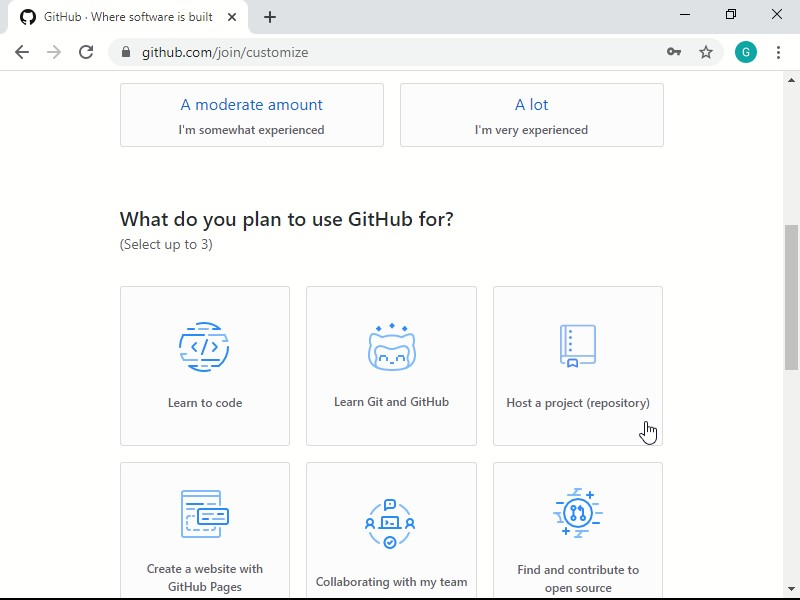 GitHub · Where software is built
github.com/join/customize
G
A moderate amount
I'm somewhat experienced
A lot
I'm very experienced
What do you plan to use GitHub for?
(Select up to 3)
Learn to code
Learn Git and GitHub
Host a project (repository)
Create a website with
GitHub Pages
Collaborating with my team
Find and contribute to
open source